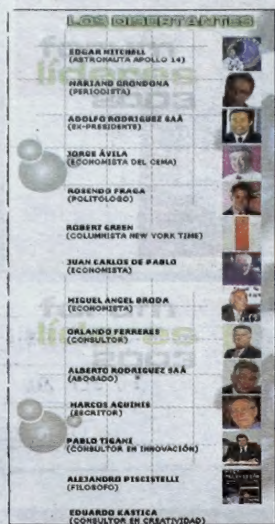 LOS DISERTANTES
EDGAR MITCHELL
(ASTRONAUTA APOLLO 14)
MARIANO GRONDONA
(PERIODISTA)
ADOLFO RODRIGUEZ SAÁ
(EX-PRESIDENTE)
JORGE ÁVILA
(ECONOMISTA DEL CEMA)
ROSENDO FRAGA
(POLITÓLOGO)
ROBERT GREEN
(COLUMNISTA NEW YORK TIME)
JUAN CARLOS DE PABLO
(ECONOMISTA)
MIGUEL ÁNGEL BRODA
(ECONOMISTA)
ORLANDO FERRERES
(CONSULTOR)
ALBERTO RODRIGUEZ SAÁ
(ABOGADO)
MARCOS AGUINIS
(ESCRITOR)
PABLO TIGANI
(CONSULTOR EN INNOVACIÓN)
ALEJANDRO PISCISTELLI
(FILOSOFO)
EDUARDO KASTICA
(CONSULTOR EN CREATIVIDAD)